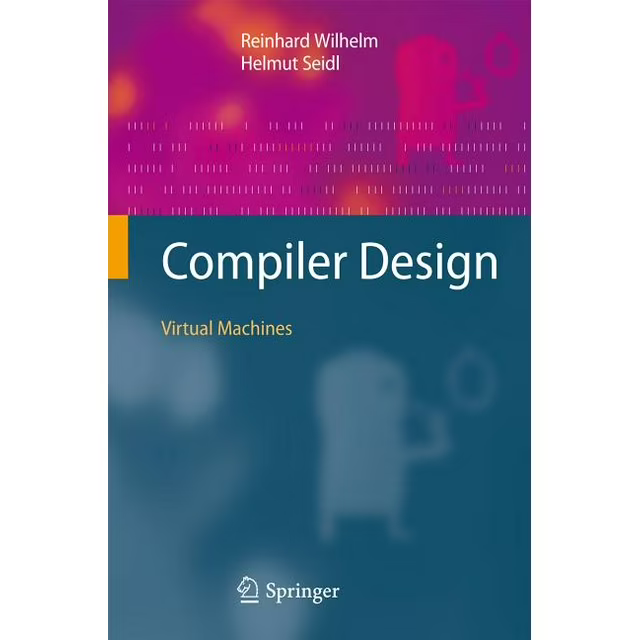 Reinhard Wilhelm
Helmut Seidl
Compiler Design
Virtual Machines
Springer